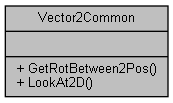 Vector2Common
+ GetRotBetween2Pos()
+ LookAt2D()